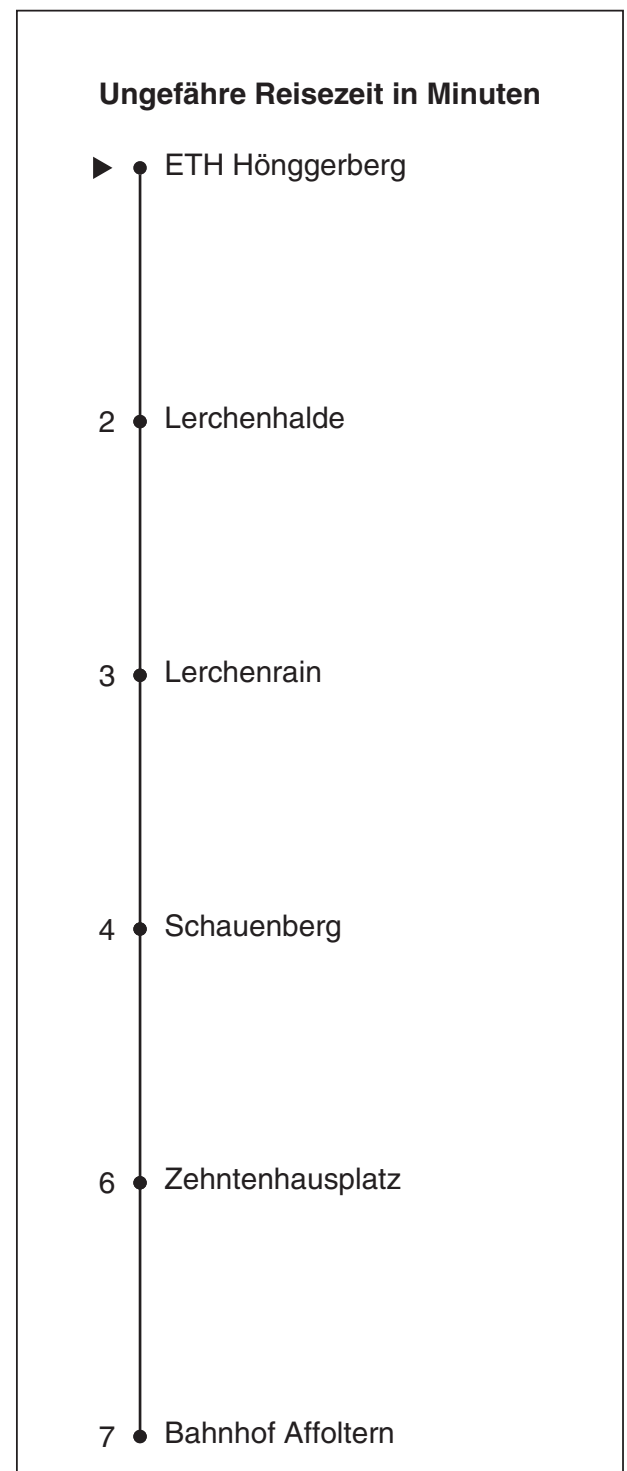 Ungefähre Reisezeit in Minuten
ETH Hönggerberg
2 Lerchenhalde
3 Lerchenrain
4 Schauenberg
6 Zehntenhausplatz
7 Bahnhof Affoltern